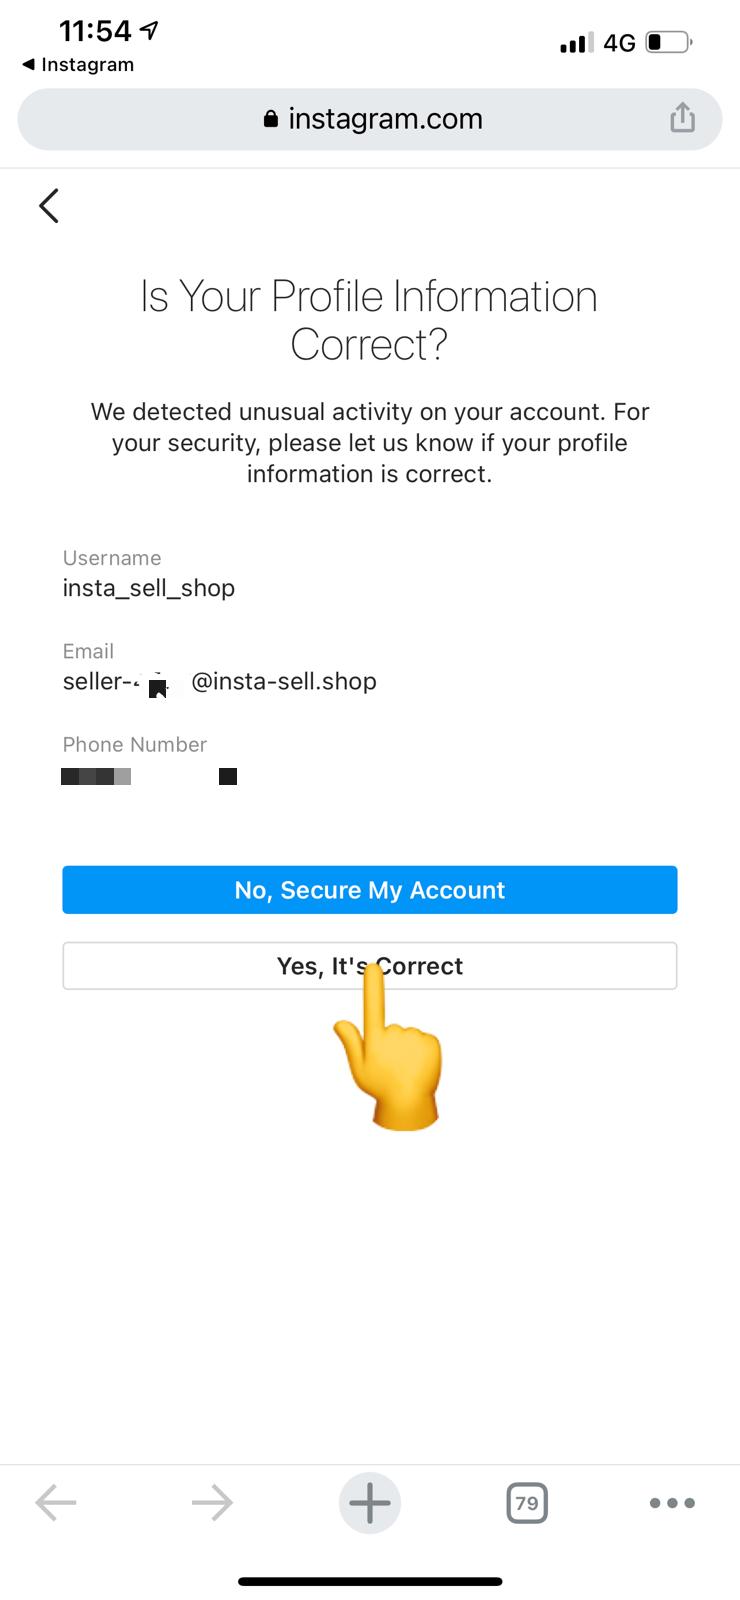 11:54
4G
Instagram
instagram.com
Is Your Profile Information
Correct?
We detected unusual activity on your account. For
your security, please let us know if your profile
information is correct.
Username
insta_sell_shop
Email
seller- @insta-sell.shop
Phone Number
No, Secure My Account
Yes, It's Correct
79